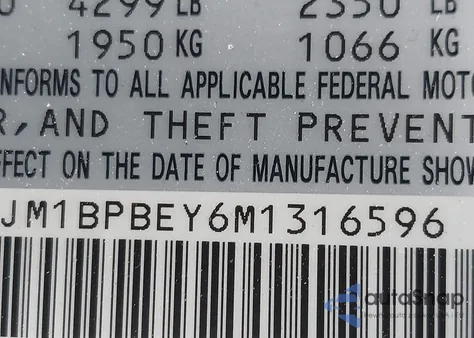 4299 LB 2350 LB
1950 KG 1066 KG
NFORMS TO ALL APPLICABLE FEDERAL MOTO
R, AND THEFT PREVENT
FFECT ON THE DATE OF MANUFACTURE SHOW
JM1BPBEY6M1316596
autoSnap